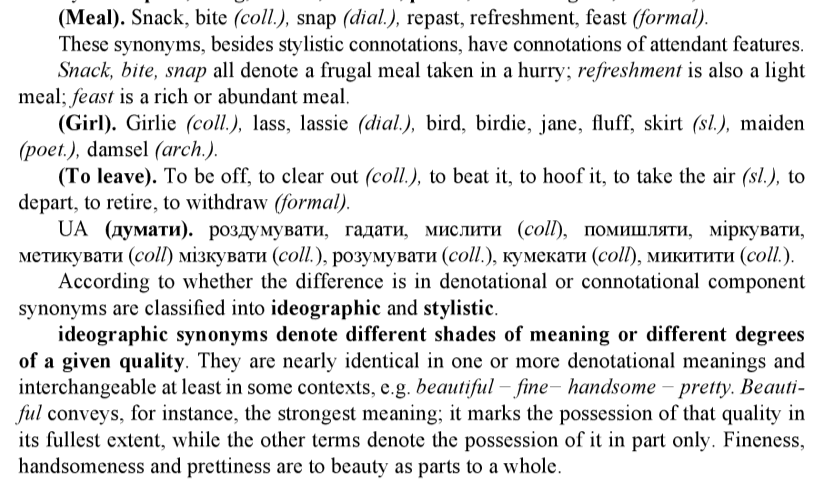 (Meal). Snack, bite (coll.), snap (dial.), repast, refreshment, feast (formal).
These synonyms, besides stylistic connotations, have connotations of attendant features.
Snack, bite, snap all denote a frugal meal taken in a hurry; refreshment is also a light
meal; feast is a rich or abundant meal.
(Girl). Girlie (coll.), lass, lassie (dial.), bird, birdie, jane, fluff, skirt (sl.), maiden
(poet.), damsel (arch.).
(To leave). To be off, to clear out (coll.), to beat it, to hoof it, to take the air (sl.), to
depart, to retire, to withdraw (formal).
UA (думати). роздумувати, гадати, мислити (coll), помишляти, міркувати,
метикувати (coll) мізкувати (coll.), розумувати (coll.), кумекати (coll), микитити (coll.).
According to whether the difference is in denotational or connotational component
synonyms are classified into ideographic and stylistic.
ideographic synonyms denote different shades of meaning or different degrees
of a given quality. They are nearly identical in one or more denotational meanings and
interchangeable at least in some contexts, e.g. beautiful – fine– handsome – pretty. Beauti-
ful conveys, for instance, the strongest meaning; it marks the possession of that quality in
its fullest extent, while the other terms denote the possession of it in part only. Fineness,
handsomeness and prettiness are to beauty as parts to a whole.